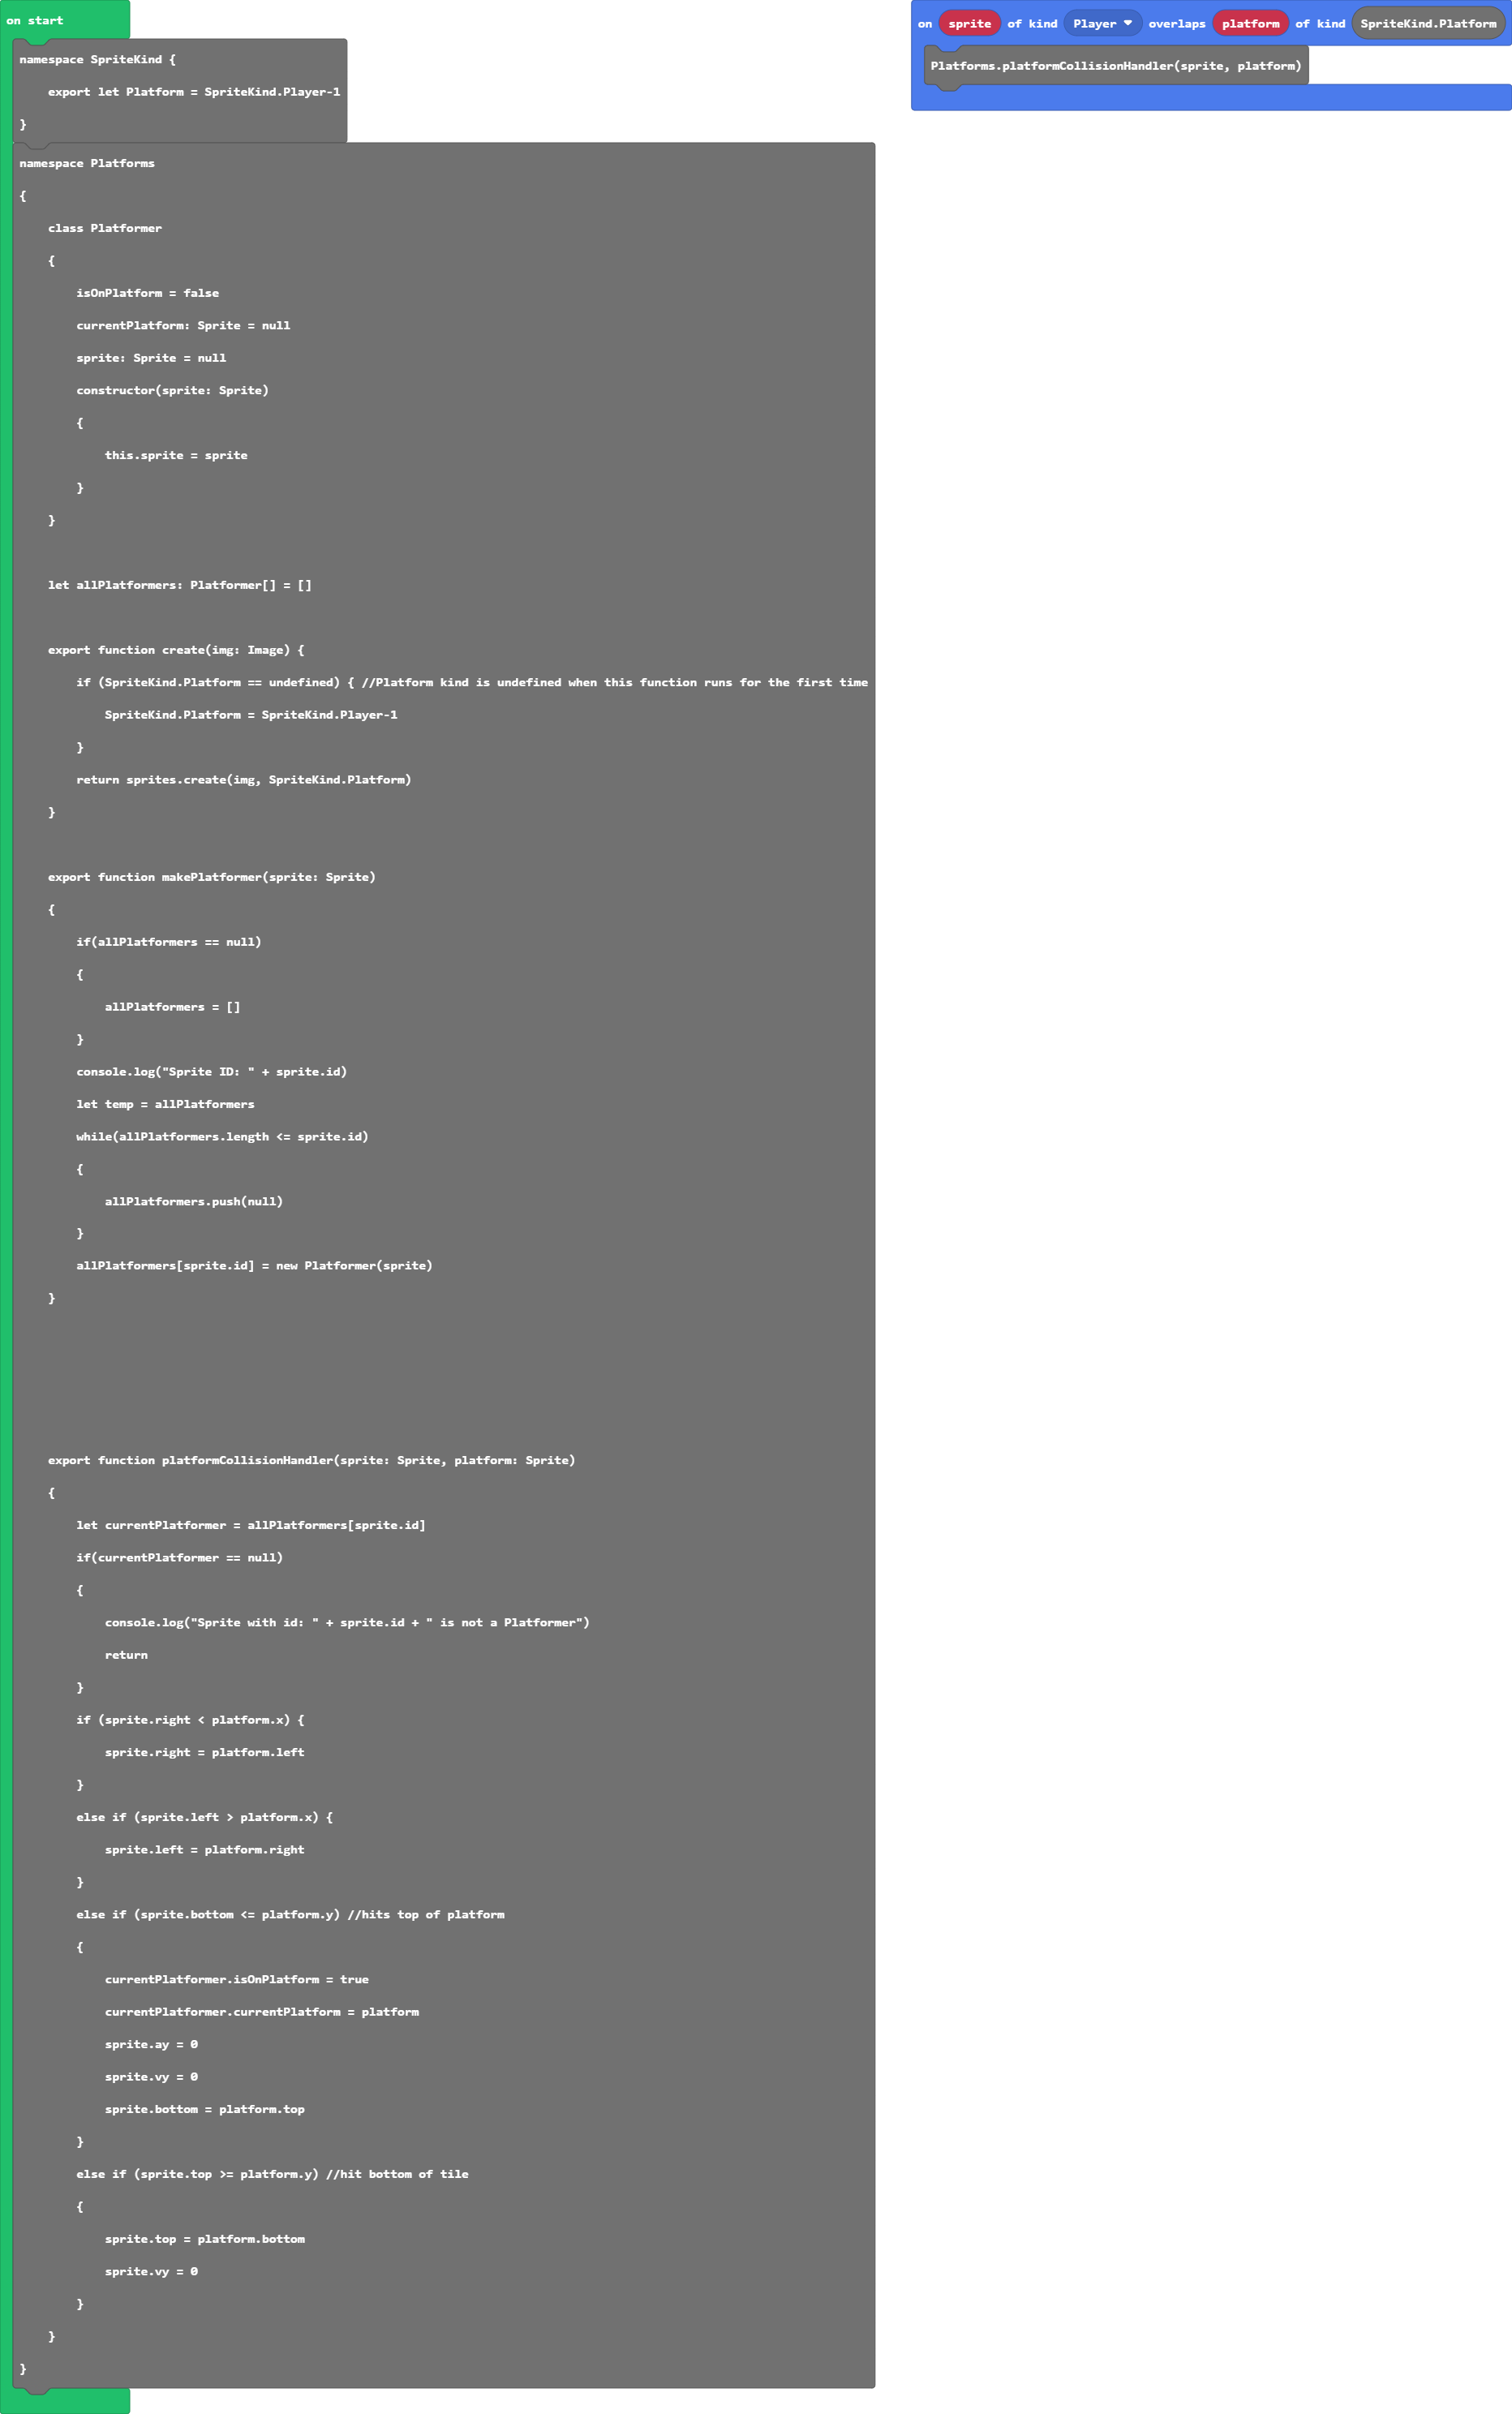 on start
namespace SpriteKind {
    export let Platform = SpriteKind.Player-1
}
namespace Platforms
{
    class Platformer
    {
        isOnPlatform = false
        currentPlatform: Sprite = null
        sprite: Sprite = null
        constructor(sprite: Sprite)
        {
            this.sprite = sprite
        }
    }
    let allPlatformers: Platformer[] = []
    export function create(img: Image) {
        if (SpriteKind.Platform == undefined) { //Platform kind is undefined when this function runs for the first time
            SpriteKind.Platform = SpriteKind.Player-1
        }
        return sprites.create(img, SpriteKind.Platform)
    }
    export function makePlatformer(sprite: Sprite)
    {
        if(allPlatformers == null)
        {
            allPlatformers = []
        }
        console.log("Sprite ID: " + sprite.id)
        let temp = allPlatformers
        while(allPlatformers.length <= sprite.id)
        {
            allPlatformers.push(null)
        }
        allPlatformers[sprite.id] = new Platformer(sprite)
    }
    export function platformCollisionHandler(sprite: Sprite, platform: Sprite)
    {
        let currentPlatformer = allPlatformers[sprite.id]
        if(currentPlatformer == null)
        {
            console.log("Sprite with id: " + sprite.id + " is not a Platformer")
            return
        }
        if (sprite.right < platform.x) {
            sprite.right = platform.left
        }
        else if (sprite.left > platform.x) {
            sprite.left = platform.right
        }
        else if (sprite.bottom <= platform.y) //hits top of platform
        {
            currentPlatformer.isOnPlatform = true
            currentPlatformer.currentPlatform = platform
            sprite.ay = 0
            sprite.vy = 0
            sprite.bottom = platform.top
        }
        else if (sprite.top >= platform.y) //hit bottom of tile
        {
            sprite.top = platform.bottom
            sprite.vy = 0
        }
    }
}
on sprite of kind Player overlaps platform of kind SpriteKind.Platform
Platforms.platformCollisionHandler(sprite, platform)